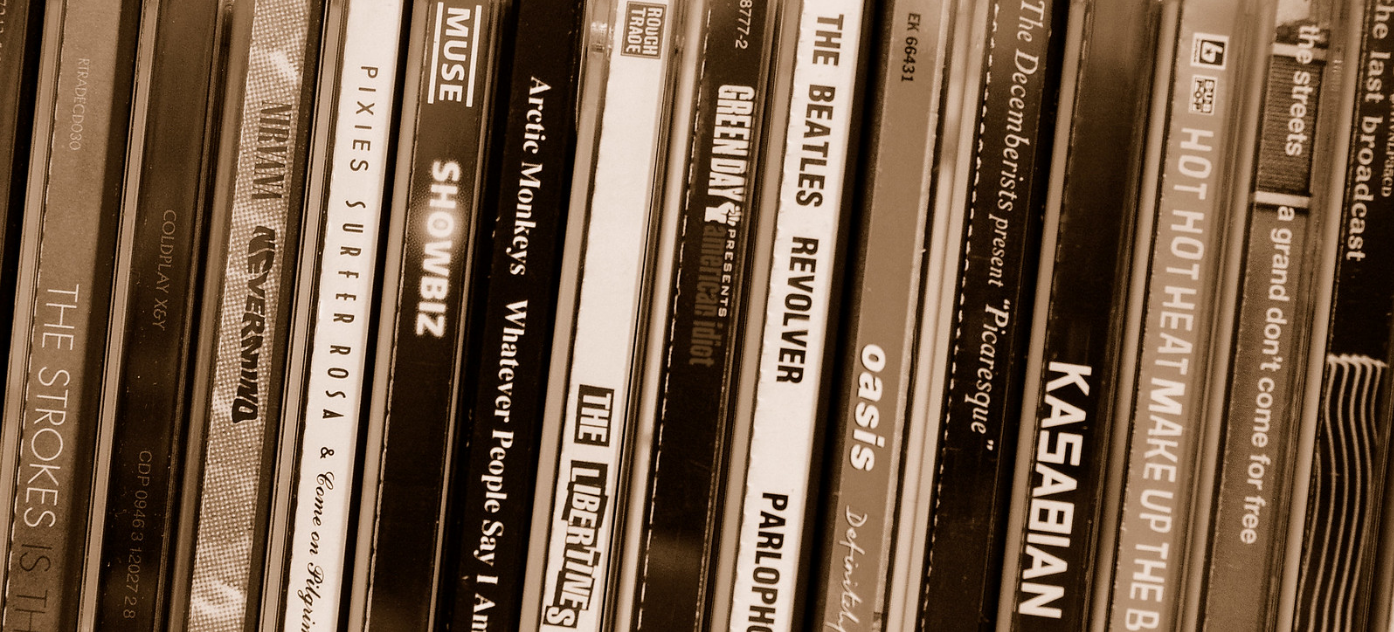 RTRADECD030
THE STROKES IS TH
COLDPLAY X&Y
CDP 0946 3 12027 2 8
NIRVANA NEVERMIND
PIXIES SURFER ROSA & Come on Pilgrim
MUSE
SHOWBIZ
Arctic Monkeys Whatever People Say I Am
ROUGH
TRADE
THE LIBERTINES
8777-2
GREEN DAY PRESENTS american idiot
THE BEATLES REVOLVER PARLOPHO
EK 66431
oasis Definitely
The Decemberists present "Picaresque"
KASABIAN
SUB
POP
HOT HOT HEAT MAKE UP THE B
the streets
a grand don't come for free
the last broadcast